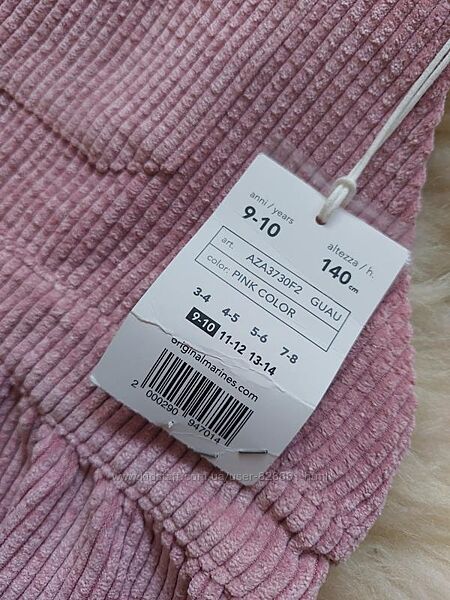 anni / years
9-10
altezza / h.
140 cm
art. AZA3730F2 GUAU
color: PINK COLOR
3-4 4-5 5-6 7-8
9-10 11-12 13-14
originalmarines.com
2 000290 947014